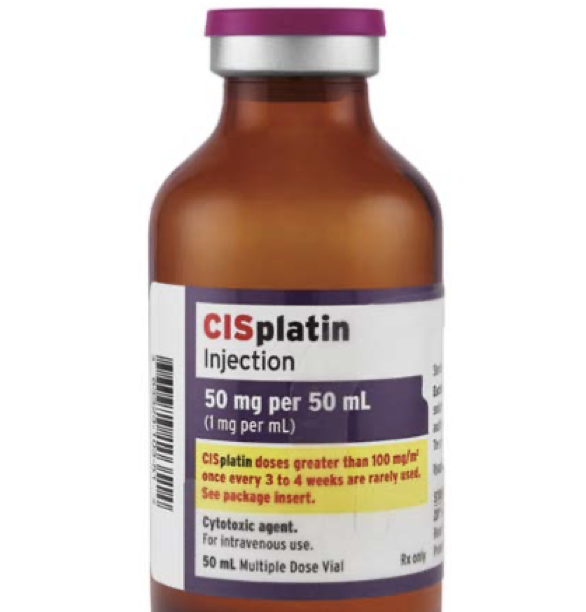 CISplatin
Injection
50 mg per 50 mL
(1 mg per mL)
CISplatin doses greater than 100 mg/m²
once every 3 to 4 weeks are rarely used.
See package insert.
Cytotoxic agent.
For intravenous use.
50 mL Multiple Dose Vial
Rx only